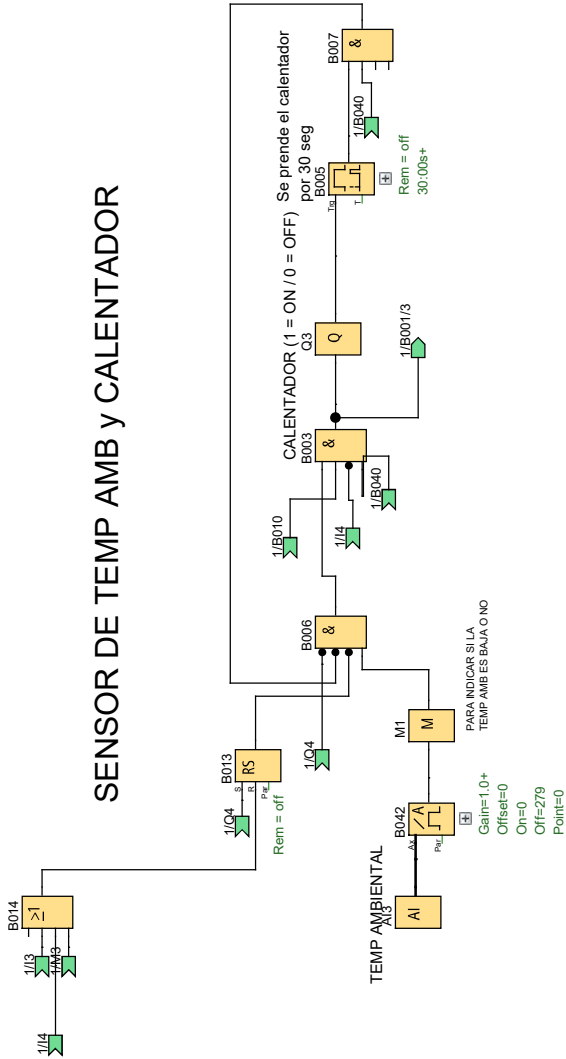 SENSOR DE TEMP AMB y CALENTADOR
B014
≥1
1/I3
1/M3
1/I4
B013
RS
S
R
Par
1/Q4
Rem = off
TEMP AMBIENTAL
AI3
AI
B042
/A
Ax
Par
+
Gain=1.0+
Offset=0
On=0
Off=279
Point=0
M1
M
PARA INDICAR SI LA
TEMP AMB ES BAJA O NO
1/Q4
B006
&
1/B010
1/I4
1/B040
B003
&
CALENTADOR (1 = ON / 0 = OFF)
Q3
Q
1/B001/3
Se prende el calentador
por 30 seg
B005
Trg
T
+
Rem = off
30:00s+
1/B040
B007
&